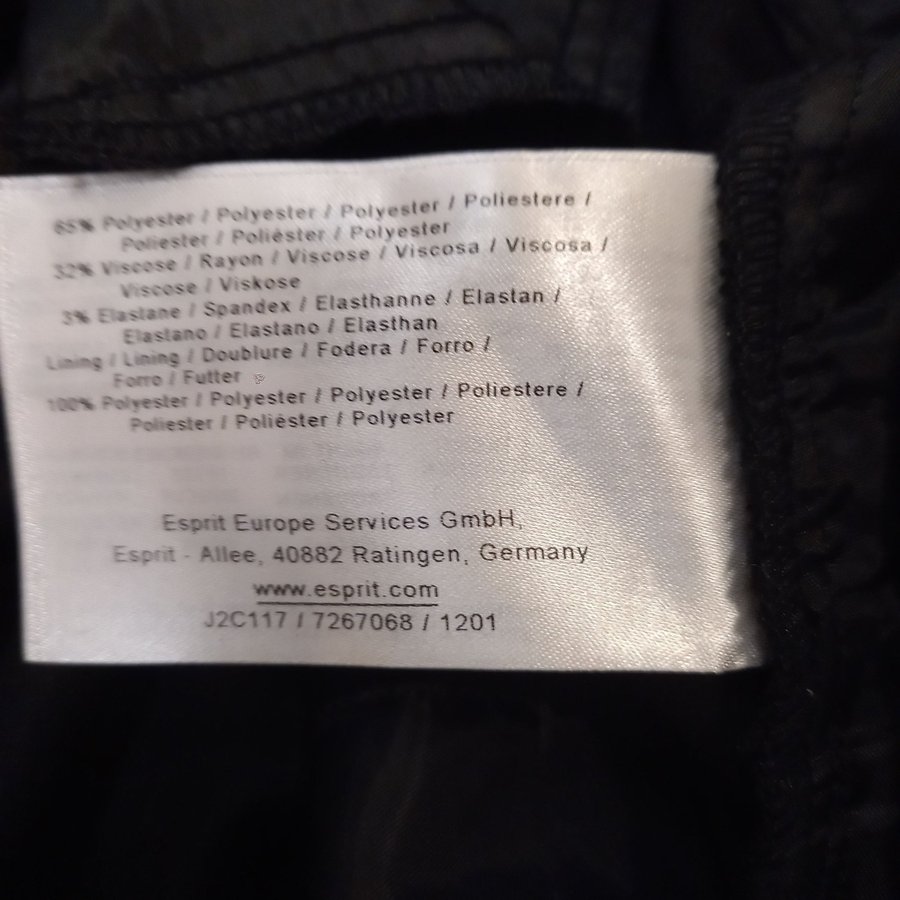 65% Polyester / Polyester / Polyester / Poliestere /
Poliester / Poliéster / Polyester
32% Viscose / Rayon / Viscose / Viscosa / Viscosa /
Viscose / Viskose
3% Elastane / Spandex / Elasthanne / Elastan /
Elastano / Elastano / Elasthan
Lining / Lining / Doublure / Fodera / Forro /
Forro / Futter
100% Polyester / Polyester / Polyester / Poliestere /
Poliester / Poliéster / Polyester
Esprit Europe Services GmbH,
Esprit - Allee, 40882 Ratingen, Germany
www.esprit.com
J2C117 / 7267068 / 1201